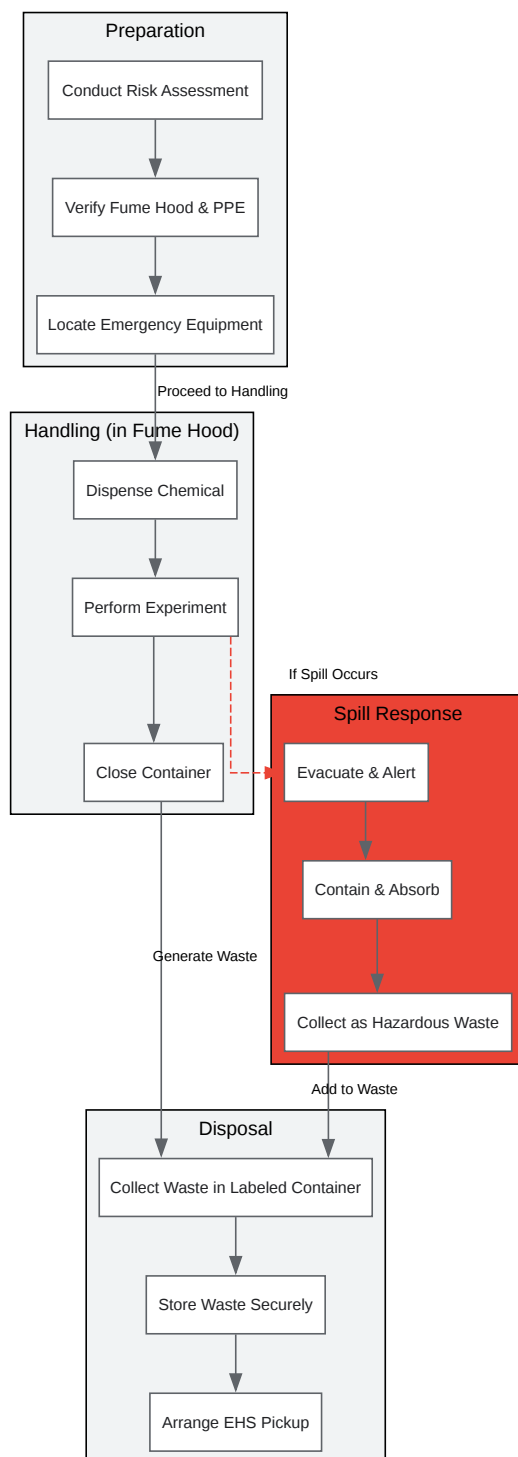 Preparation
Conduct Risk Assessment
Verify Fume Hood & PPE
Locate Emergency Equipment
Proceed to Handling
Handling (in Fume Hood)
Dispense Chemical
Perform Experiment
If Spill Occurs
Spill Response
Close Container
Evacuate & Alert
Contain & Absorb
Generate Waste
Collect as Hazardous Waste
Add to Waste
Disposal
Collect Waste in Labeled Container
Store Waste Securely
Arrange EHS Pickup